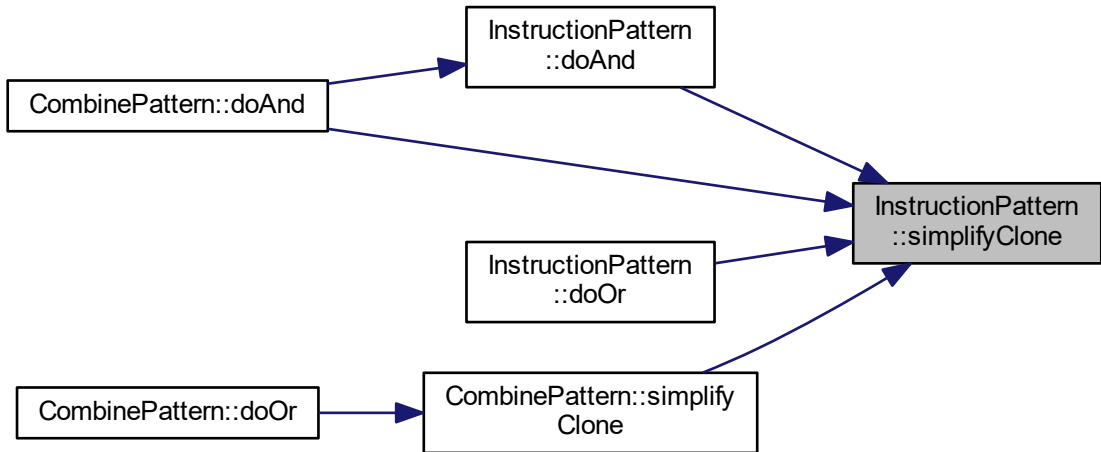 InstructionPattern
::doAnd
CombinePattern::doAnd
InstructionPattern
::simplifyClone
InstructionPattern
::doOr
CombinePattern::simplify
Clone
CombinePattern::doOr